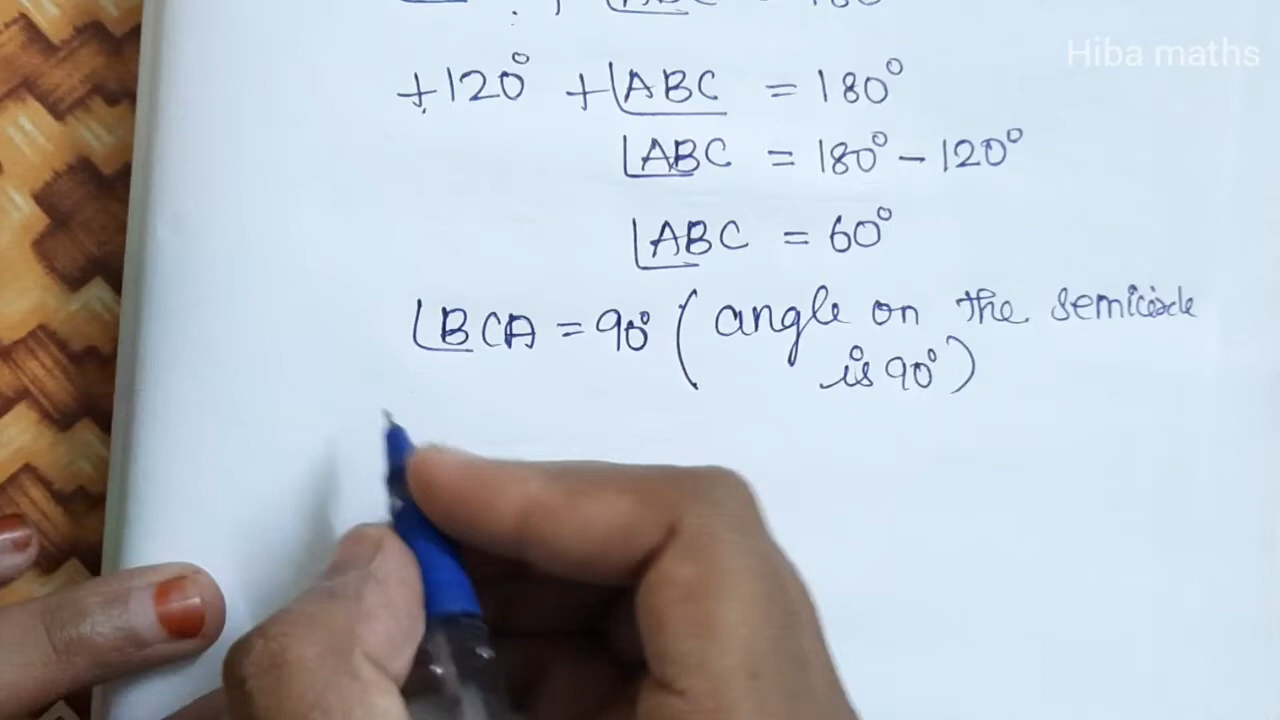 Hiba maths
+120° + ∠ABC = 180°
∠ABC = 180° - 120°
∠ABC = 60°
∠BCA = 90° (angle on the semicircle
is 90°)